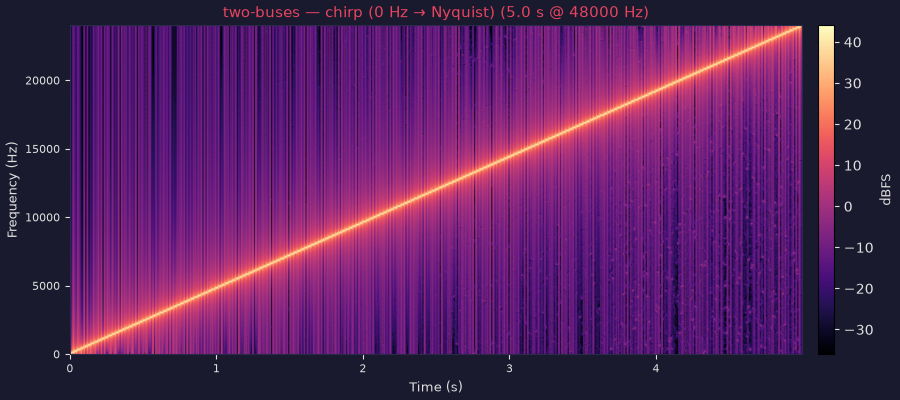 two-buses — chirp (0 Hz → Nyquist) (5.0 s @ 48000 Hz)
Frequency (Hz)
20000
15000
10000
5000
0
0 1 2 3 4
Time (s)
40
30
20
10
0
−10
−20
−30
dBFS